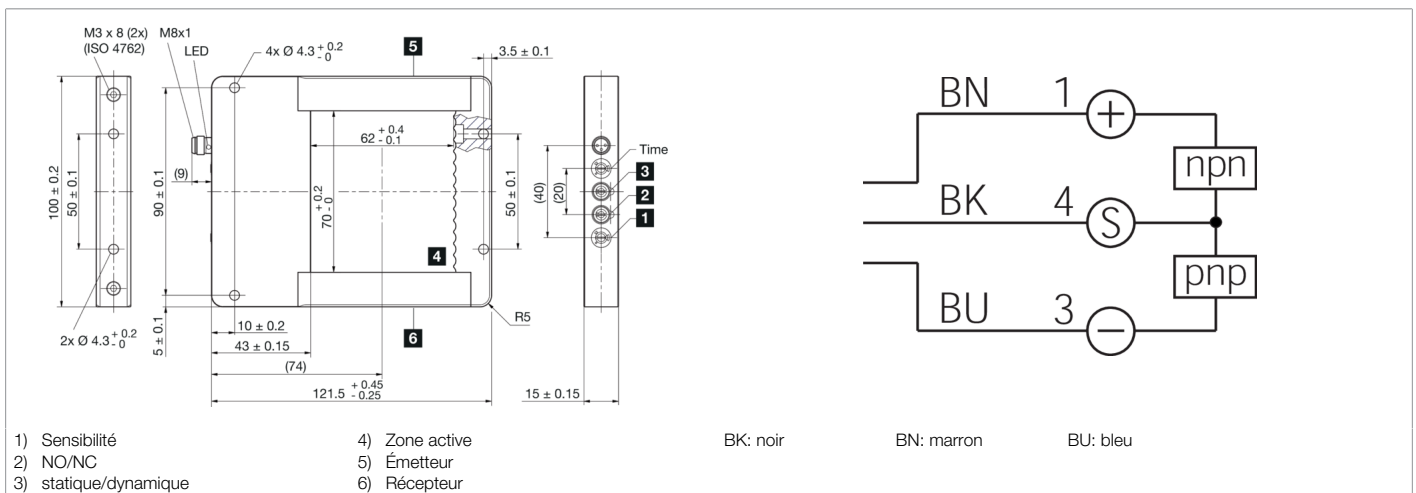 M3 x 8 (2x)
(ISO 4762)
M8x1
LED
4x Ø 4.3 + 0.2 - 0
5
3.5 ± 0.1
62 + 0.4 - 0.1
Time
(9)
3
2
1
100 ± 0.2
50 ± 0.1
90 ± 0.1
70 + 0.2 - 0
50 ± 0.1
(40)
(20)
4
5 ± 0.1
10 ± 0.2
43 ± 0.15
(74)
121.5 + 0.45 - 0.25
6
R5
15 ± 0.15
2x Ø 4.3 + 0.2 - 0
BN 1 +
npn
BK 4 S
pnp
BU 3 −
1) Sensibilité
2) NO/NC
3) statique/dynamique
4) Zone active
5) Émetteur
6) Récepteur
BK: noir
BN: marron
BU: bleu